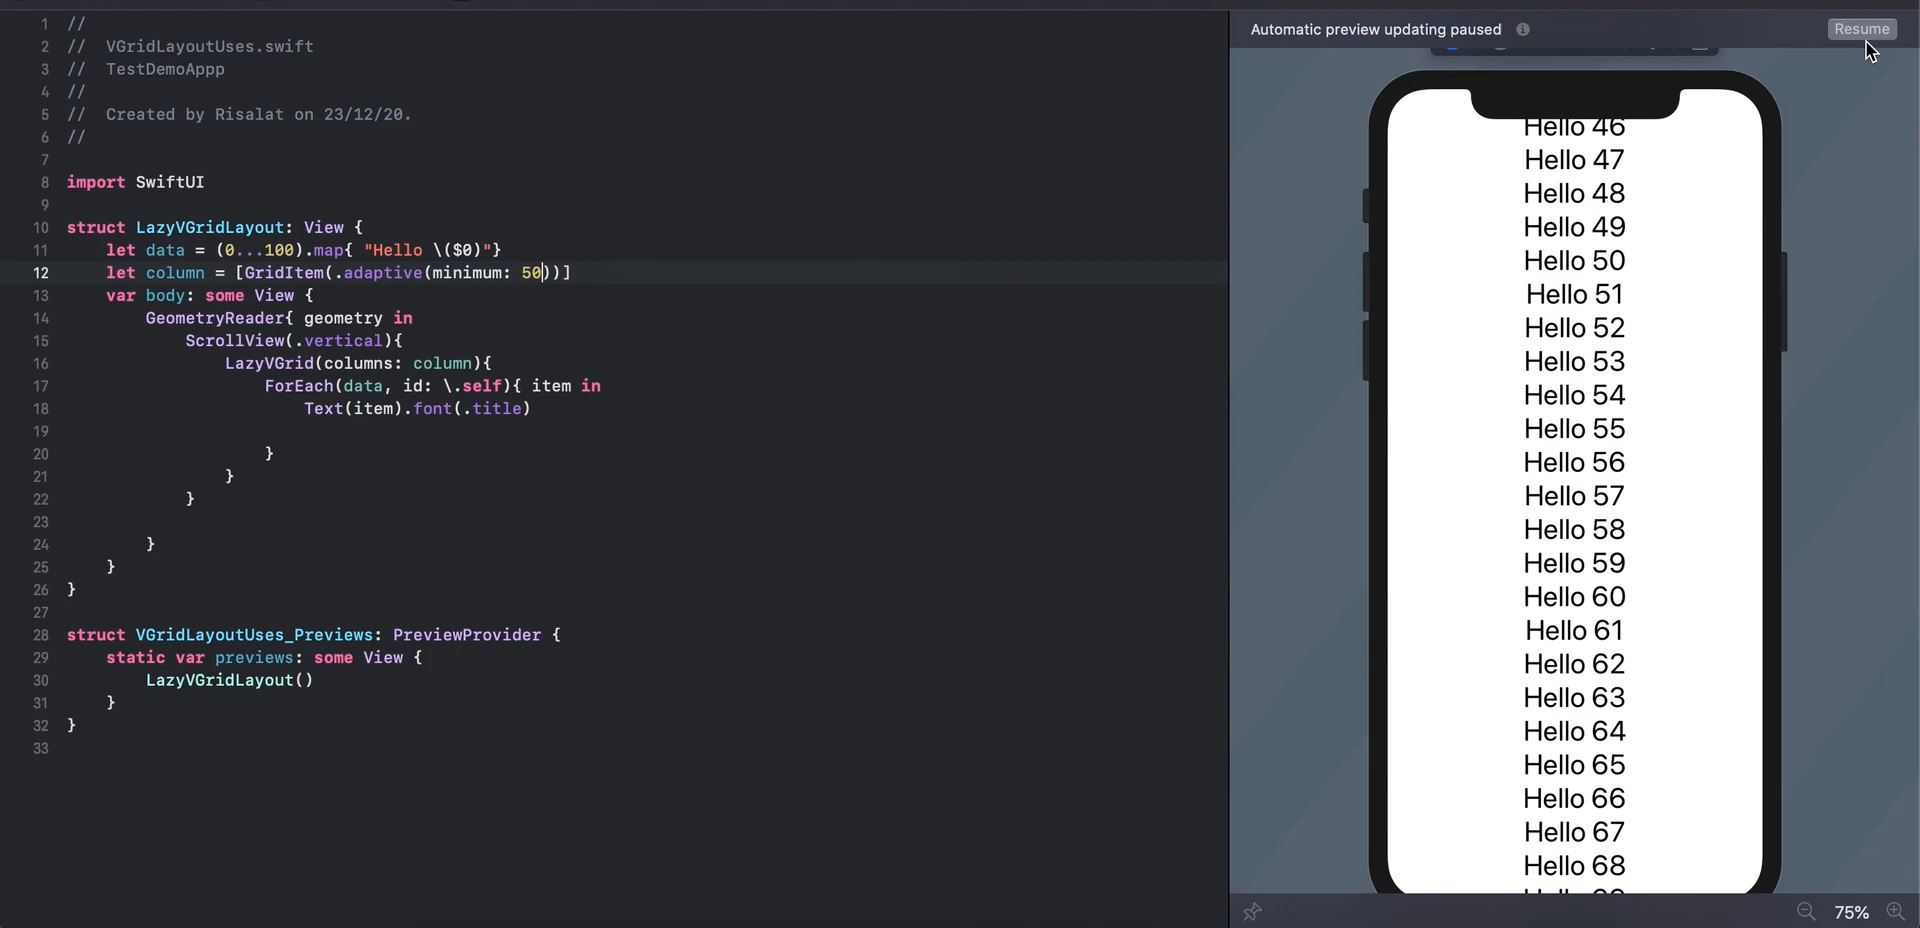 1 //
2 // VGridLayoutUses.swift
3 // TestDemoAppp
4 //
5 // Created by Risalat on 23/12/20.
6 //
7
8 import SwiftUI
9
10 struct LazyVGridLayout: View {
11     let data = (0...100).map{ "Hello \($0)"}
12     let column = [GridItem(.adaptive(minimum: 50))]
13     var body: some View {
14         GeometryReader{ geometry in
15             ScrollView(.vertical){
16                 LazyVGrid(columns: column){
17                     ForEach(data, id: \.self){ item in
18                         Text(item).font(.title)
19
20                     }
21                 }
22             }
23
24         }
25     }
26 }
27
28 struct VGridLayoutUses_Previews: PreviewProvider {
29     static var previews: some View {
30         LazyVGridLayout()
31     }
32 }
33
Automatic preview updating paused
Resume
Hello 46
Hello 47
Hello 48
Hello 49
Hello 50
Hello 51
Hello 52
Hello 53
Hello 54
Hello 55
Hello 56
Hello 57
Hello 58
Hello 59
Hello 60
Hello 61
Hello 62
Hello 63
Hello 64
Hello 65
Hello 66
Hello 67
Hello 68
75%